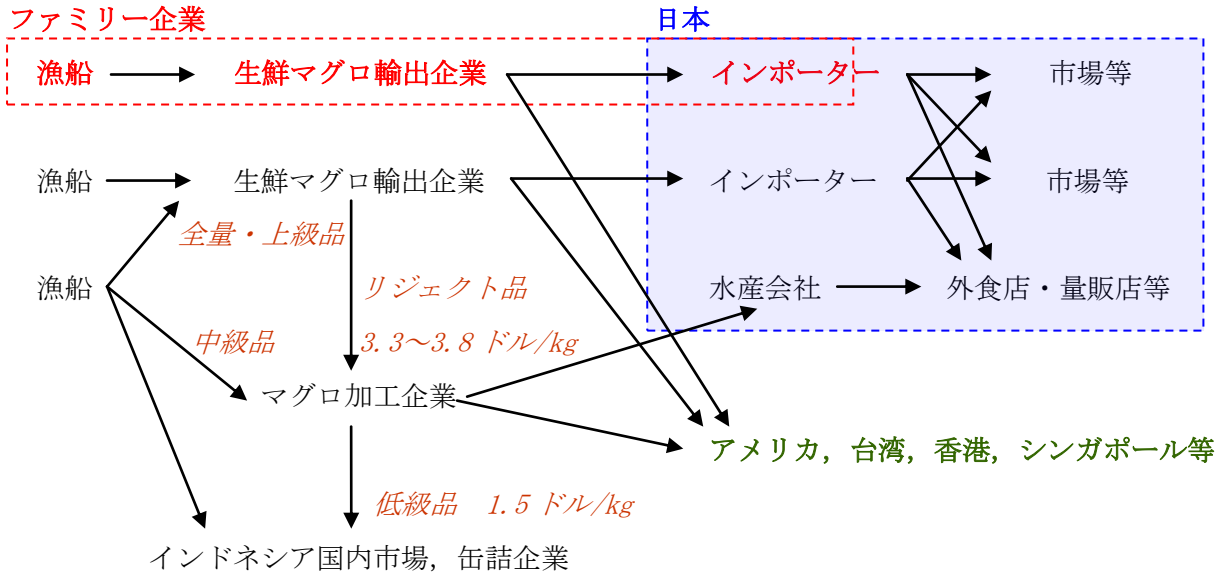 ファミリー企業 日本
漁船 生鮮マグロ輸出企業 インポーター 市場等
漁船 生鮮マグロ輸出企業 インポーター 市場等
全量・上級品
漁船 リジェクト品 水産会社 外食店・量販店等
中級品 3.3～3.8 ドル/kg
マグロ加工企業
アメリカ，台湾，香港，シンガポール等
低級品 1.5 ドル/kg
インドネシア国内市場，缶詰企業